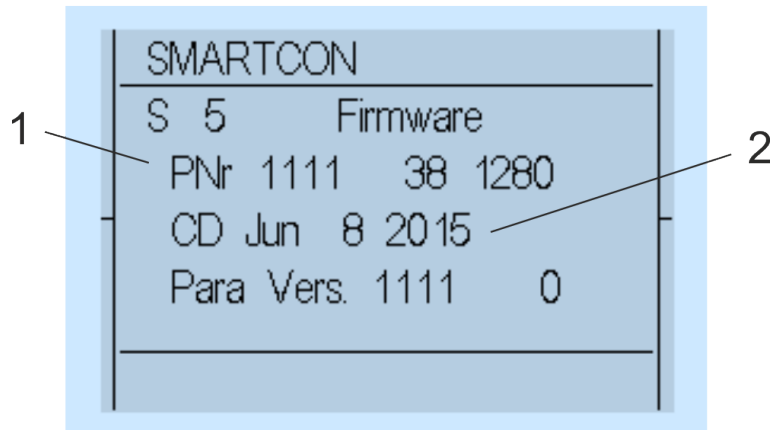 SMARTCON
S 5 Firmware
1
PNr 1111 38 1280
2
CD Jun 8 2015
Para Vers. 1111 0